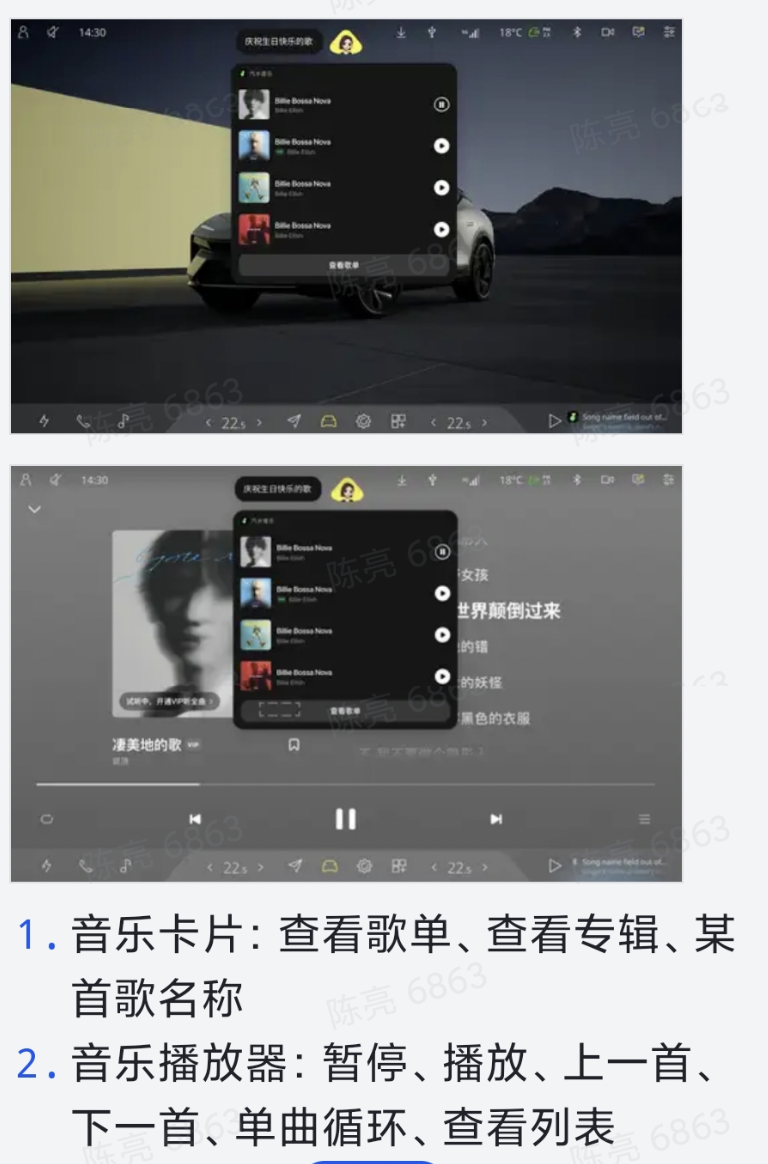 14:30
庆祝生日快乐的歌
18°C
汽水音乐
Billie Bossa Nova
Billie Eilish
Billie Bossa Nova
Billie Eilish
Billie Bossa Nova
Billie Eilish
Billie Bossa Nova
Billie Eilish
查看歌单
22.5
22.5
Song name field out of...
14:30
庆祝生日快乐的歌
18°C
汽水音乐
Billie Bossa Nova
Billie Eilish
Billie Bossa Nova
Billie Eilish
Billie Bossa Nova
Billie Eilish
Billie Bossa Nova
Billie Eilish
查看歌单
女孩
世界颠倒过来
的错
的妖怪
黑色的衣服
试听中，开通VIP听全曲
凄美地的歌 VIP
22.5
22.5
Song name field out of...
1. 音乐卡片：查看歌单、查看专辑、某
首歌名称
2. 音乐播放器：暂停、播放、上一首、
下一首、单曲循环、查看列表
陈亮 6863